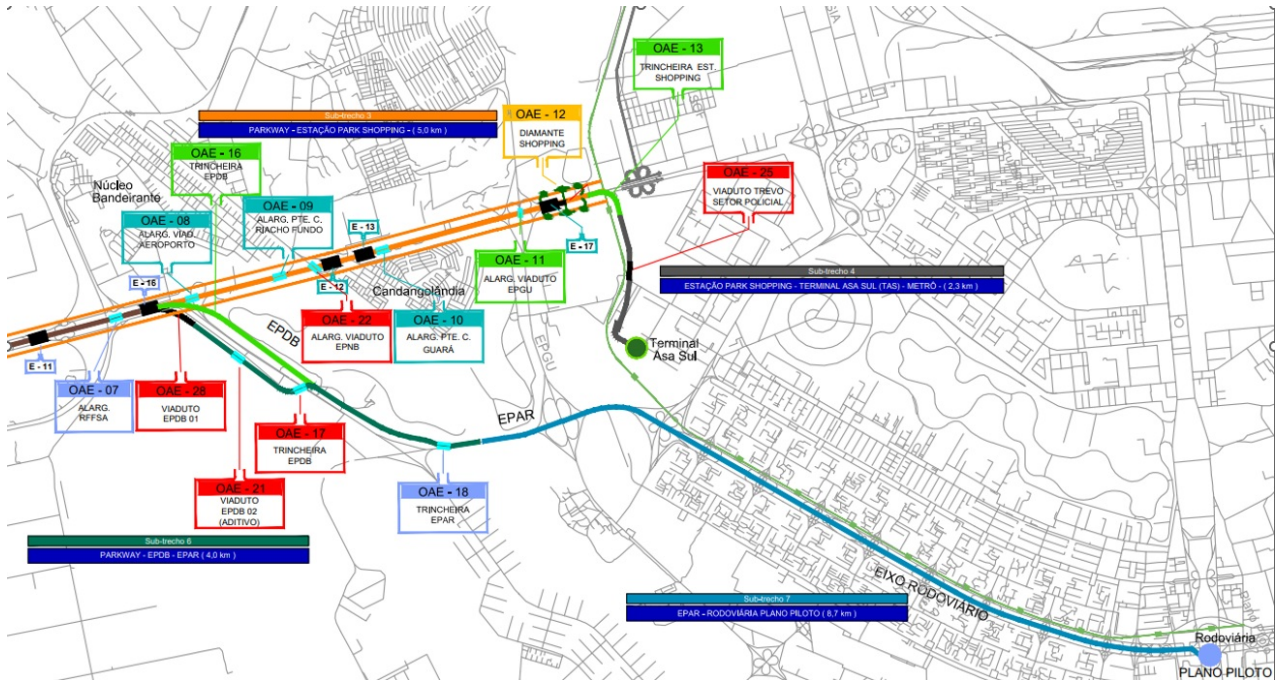 OAE - 13
TRINCHEIRA EST.
SHOPPING
Sub-trecho 3
PARKWAY - ESTAÇÃO PARK SHOPPING - ( 5,0 km )
OAE - 12
DIAMANTE
SHOPPING
OAE - 16
TRINCHEIRA
EPDB
OAE - 25
VIADUTO TREVO
SETOR POLICIAL
Núcleo
Bandeirante
OAE - 08
ALARG. VIAD.
AEROPORTO
OAE - 09
ALARG. PTE. C.
RIACHO FUNDO
E - 13
E - 17
OAE - 11
ALARG. VIADUTO
EPGU
Sub-trecho 4
ESTAÇÃO PARK SHOPPING - TERMINAL ASA SUL (TAS) - METRÔ - ( 2,3 km )
E - 16
E - 12
Candangolândia
OAE - 22
ALARG. VIADUTO
EPNB
OAE - 10
ALARG. PTE. C.
GUARÁ
EPDB
EPGU
Terminal
Asa Sul
E - 11
OAE - 07
ALARG.
RFFSA
OAE - 28
VIADUTO
EPDB 01
EPAR
OAE - 17
TRINCHEIRA
EPDB
OAE - 21
VIADUTO
EPDB 02
(ADITIVO)
OAE - 18
TRINCHEIRA
EPAR
Sub-trecho 6
PARKWAY - EPDB - EPAR ( 4,0 km )
EIXO RODOVIÁRIO
Sub-trecho 7
EPAR - RODOVIÁRIA PLANO PILOTO ( 8,7 km )
Rodoviária
PLANO PILOTO